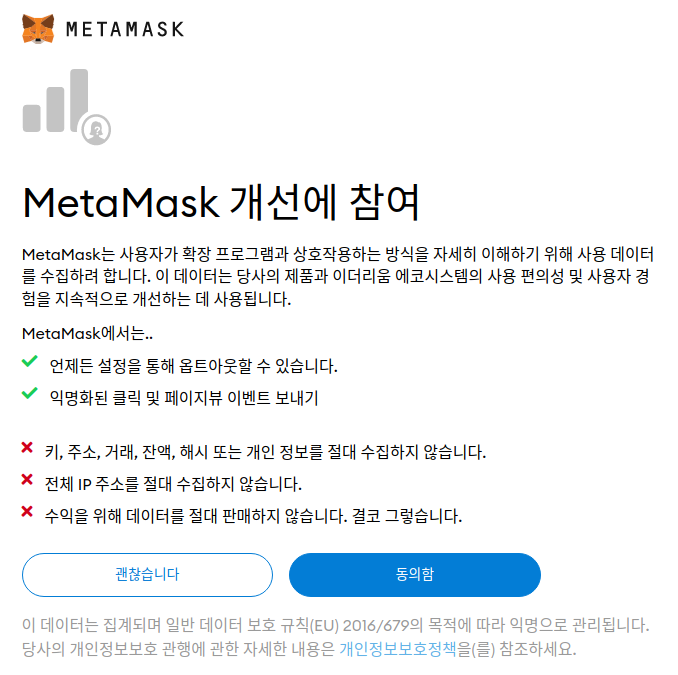 METAMASK
MetaMask 개선에 참여
MetaMask는 사용자가 확장 프로그램과 상호작용하는 방식을 자세히 이해하기 위해 사용 데이터
를 수집하려 합니다. 이 데이터는 당사의 제품과 이더리움 에코시스템의 사용 편의성 및 사용자 경
험을 지속적으로 개선하는 데 사용됩니다.
MetaMask에서는..
언제든 설정을 통해 옵트아웃할 수 있습니다.
익명화된 클릭 및 페이지뷰 이벤트 보내기
키, 주소, 거래, 잔액, 해시 또는 개인 정보를 절대 수집하지 않습니다.
전체 IP 주소를 절대 수집하지 않습니다.
수익을 위해 데이터를 절대 판매하지 않습니다. 결코 그렇습니다.
괜찮습니다
동의함
이 데이터는 집계되며 일반 데이터 보호 규칙(EU) 2016/679의 목적에 따라 익명으로 관리됩니다.
당사의 개인정보보호 관행에 관한 자세한 내용은 개인정보보호정책을(를) 참조하세요.